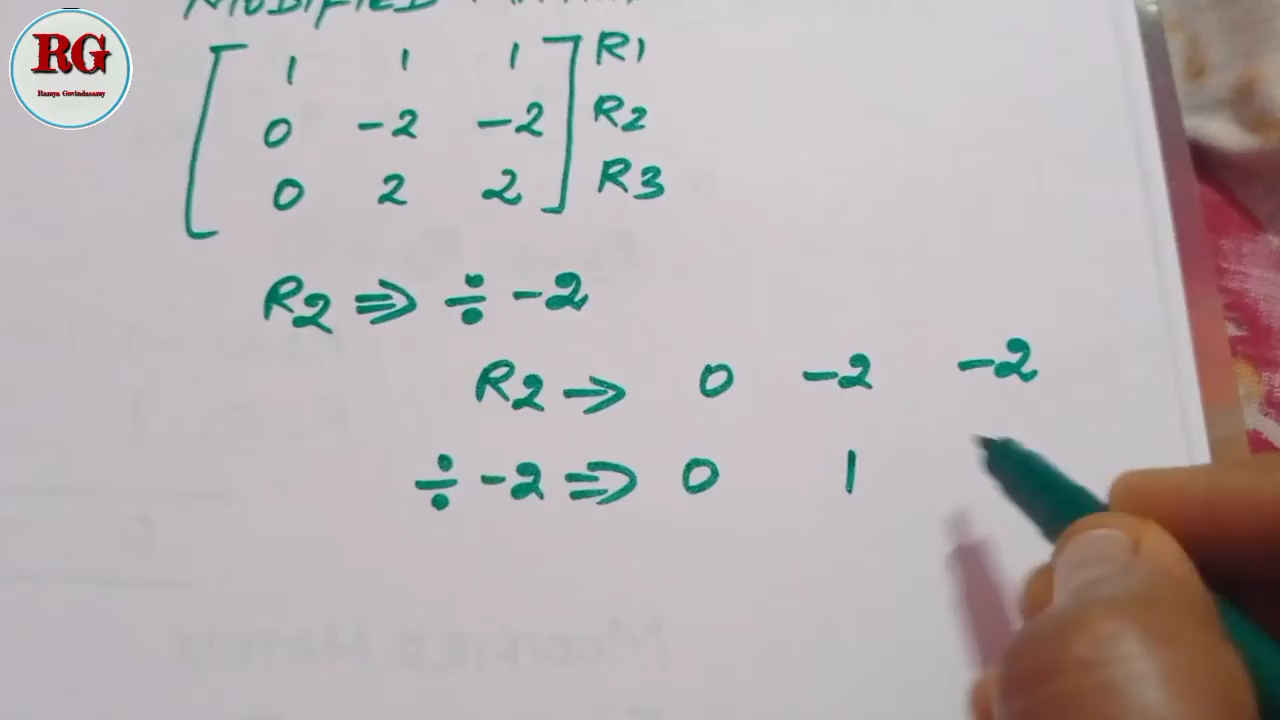 RG
Ramya Govindasamy
MODIFIED
1 1 1 R1
0 -2 -2 R2
0 2 2 R3
R2 ⇒ ÷ -2
R2 → 0 -2 -2
÷ -2 ⇒ 0 1